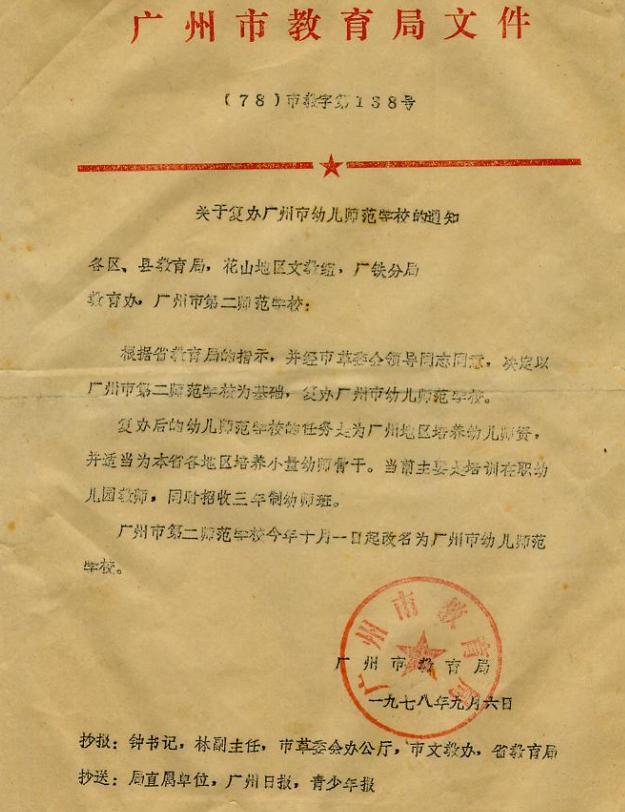 广州市教育局文件
(78)市教字第138号
关于复办广州市幼儿师范学校的通知
各区、县教育局，花山地区文教组，广铁分局
教育办，广州市第二师范学校：
根据省教育局的指示，并经市革委会领导同志同意，决定以
广州市第二师范学校为基础，复办广州市幼儿师范学校。
复办后的幼儿师范学校的任务是为广州地区培养幼儿师资，
并适当为本省各地区培养小量幼师骨干。当前主要是培训在职幼
儿园教师，同时招收三年制幼师班。
广州市第二师范学校今年十月一日起改名为广州市幼儿师范
学校。
广州市教育局
广州市教育局
一九七八年九月六日
抄报：钟书记，林副主任，市革委会办公厅，市文教办，省教育局
抄送：局直属单位，广州日报，青少年报